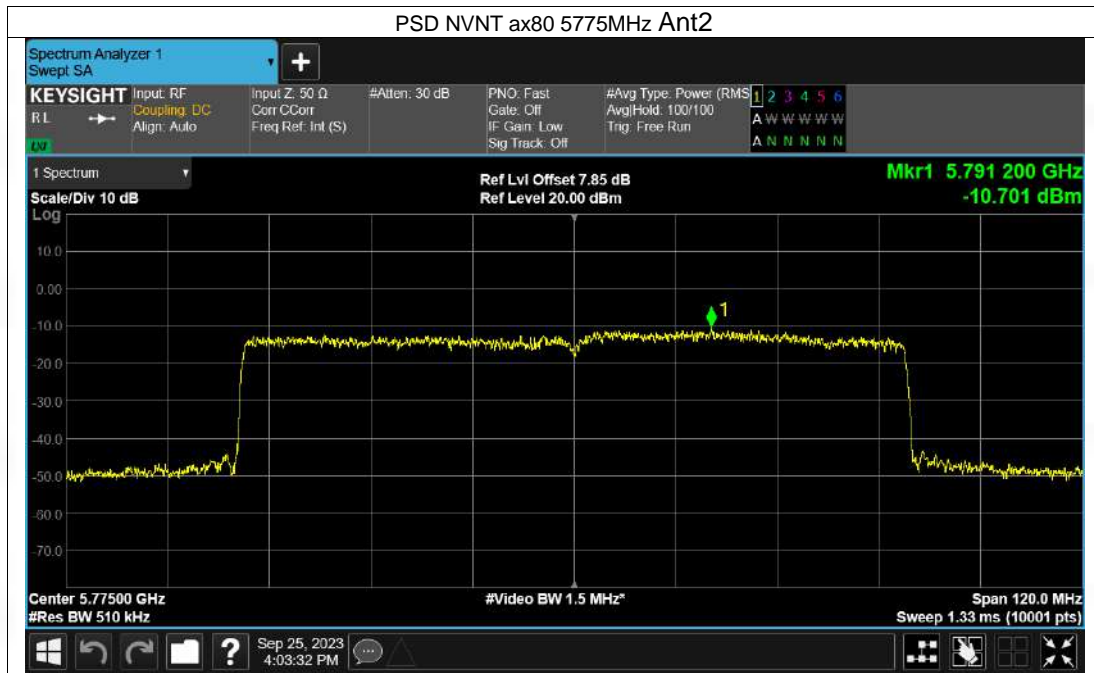 PSD NVNT ax80 5775MHz Ant2
Spectrum Analyzer 1
Swept SA
+
KEYSIGHT
RL
LXI
Input: RF
Coupling: DC
Align: Auto
Input Z: 50 Ω
Corr CCorr
Freq Ref: Int (S)
#Atten: 30 dB
PNO: Fast
Gate: Off
IF Gain: Low
Sig Track: Off
#Avg Type: Power (RMS
Avg|Hold: 100/100
Trig: Free Run
1 2 3 4 5 6
A W W W W W
A N N N N N
1 Spectrum
Scale/Div 10 dB
Ref Lvl Offset 7.85 dB
Ref Level 20.00 dBm
Mkr1 5.791 200 GHz
-10.701 dBm
Log
10.0
0.00
-10.0
-20.0
-30.0
-40.0
-50.0
-60.0
-70.0
1
Center 5.77500 GHz
#Res BW 510 kHz
#Video BW 1.5 MHz*
Span 120.0 MHz
Sweep 1.33 ms (10001 pts)
?
Sep 25, 2023
4:03:32 PM